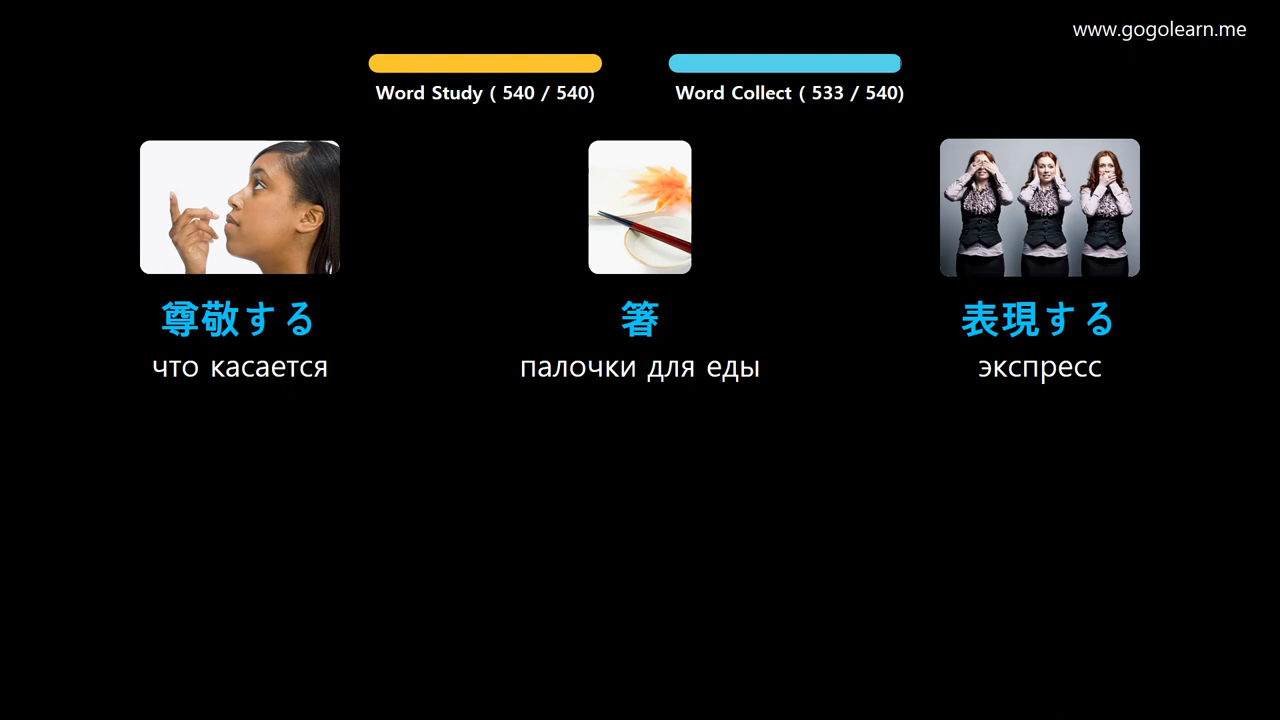 www.gogolearn.me
Word Study ( 540 / 540)
Word Collect ( 533 / 540)
尊敬する
箸
表現する
что касается
палочки для еды
экспресс